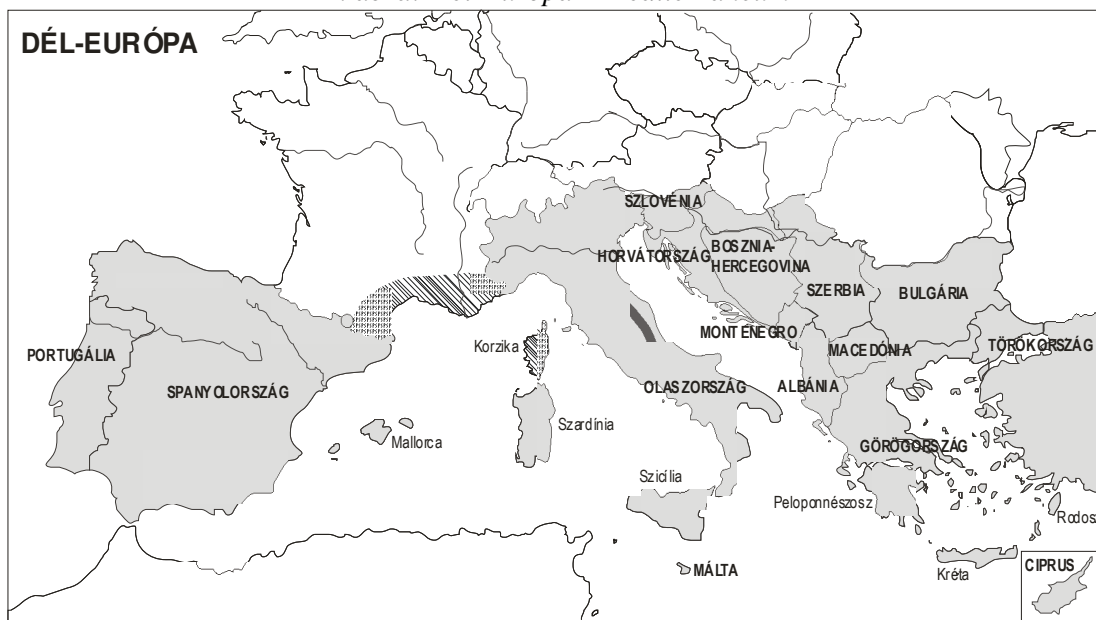 DÉL-EURÓPA
SZLOVÉNIA
HORVÁTORSZÁG
BOSZNIA-
HERCEGOVINA
SZERBIA
BULGÁRIA
MONTENEGRO
MACEDÓNIA
TÖRÖKORSZÁG
PORTUGÁLIA
SPANYOLORSZÁG
Korzika
OLASZORSZÁG
ALBÁNIA
Mallorca
Szardínia
GÖRÖGORSZÁG
Szicília
Peloponnészosz
Rodosz
MÁLTA
Kréta
CIPRUS